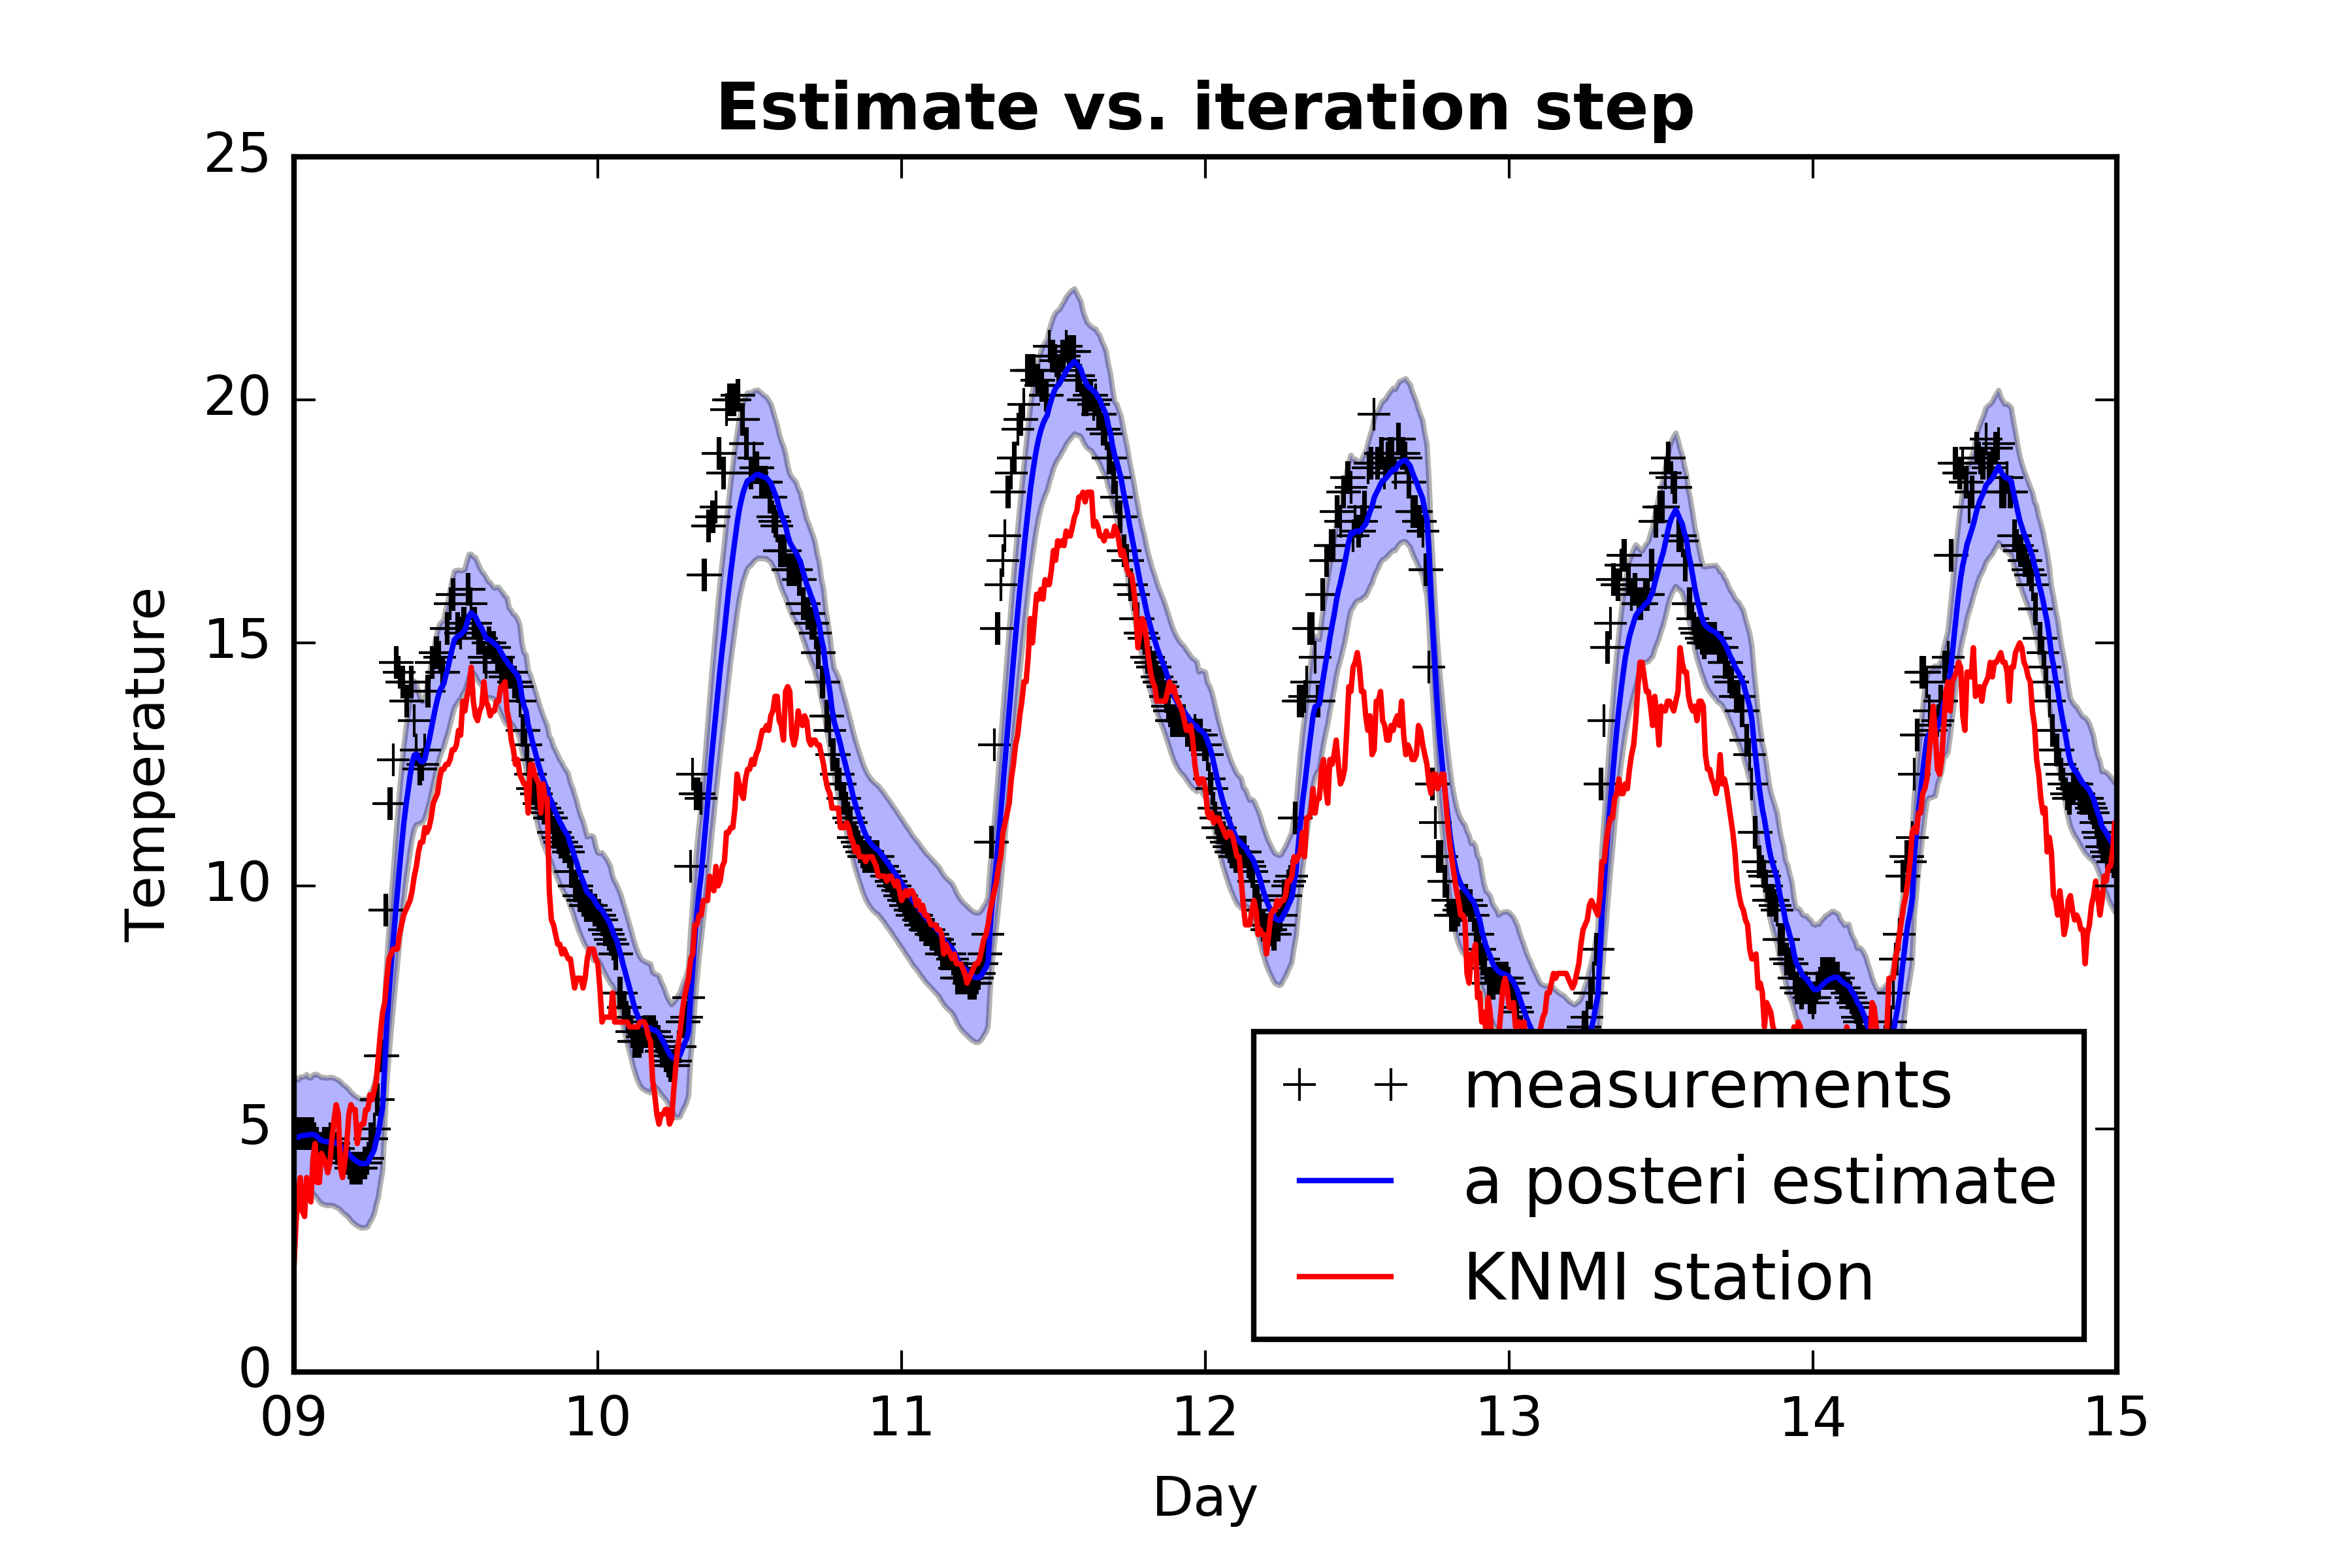 Estimate vs. iteration step
25
20
15
10
5
0
Temperature
09 10 11 12 13 14 15
Day
measurements
a posteri estimate
KNMI station